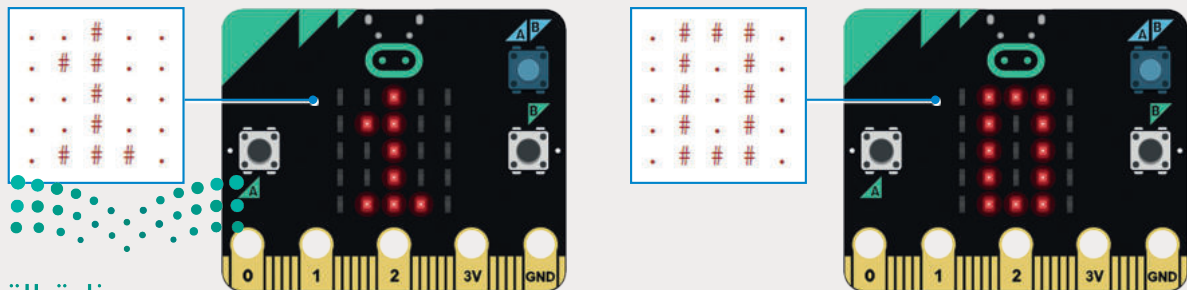 . . # . .
. # # . .
. . # . .
. . # . .
. # # # .
A B
B
A
0 1 2 3V GND
. # # # .
. # . # .
. # . # .
. # . # .
. # # # .
A B
B
A
0 1 2 3V GND